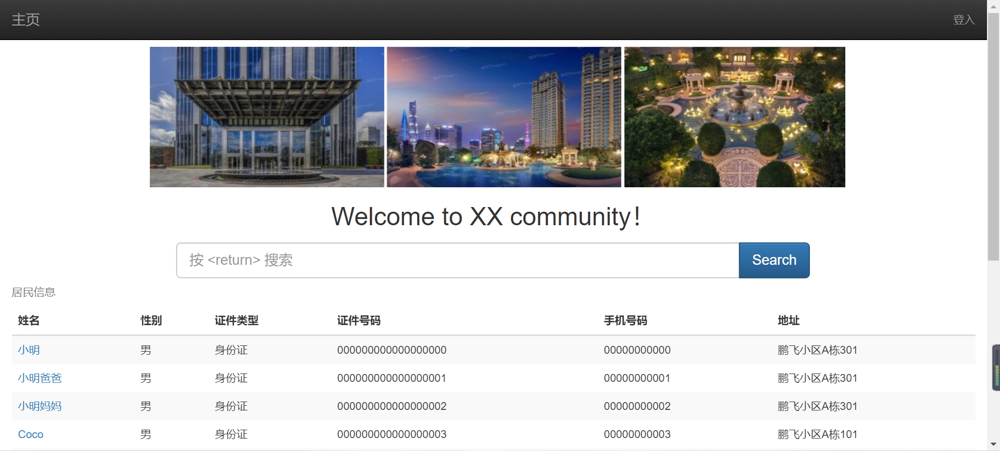 主页
登入
Welcome to XX community！
按 <return> 搜索
Search
居民信息
姓名 性别 证件类型 证件号码 手机号码 地址
小明 男 身份证 000000000000000000 00000000000 鹏飞小区A栋301
小明爸爸 男 身份证 000000000000000001 00000000001 鹏飞小区A栋301
小明妈妈 男 身份证 000000000000000002 00000000002 鹏飞小区A栋301
Coco 男 身份证 000000000000000003 00000000003 鹏飞小区A栋101